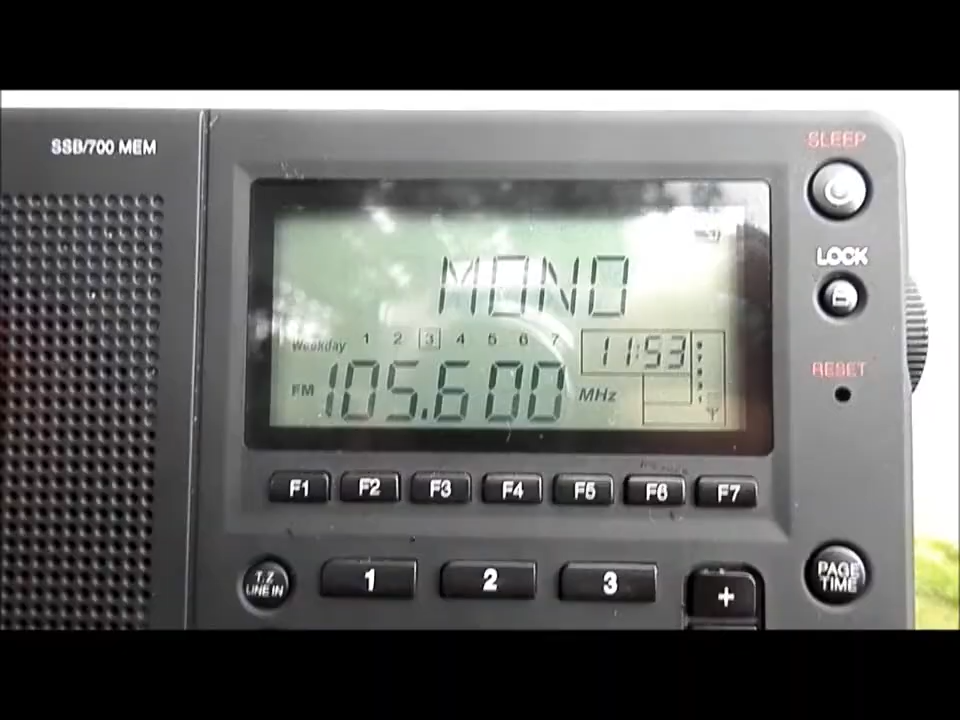 SSB/700 MEM
SLEEP
LOCK
RESET
MONO
Weekday 1 2 3 4 5 6 7
11:53
FM 105.600 MHz
F1 F2 F3 F4 F5 F6 F7
T.Z
LINE IN
1 2 3 +
PAGE
TIME